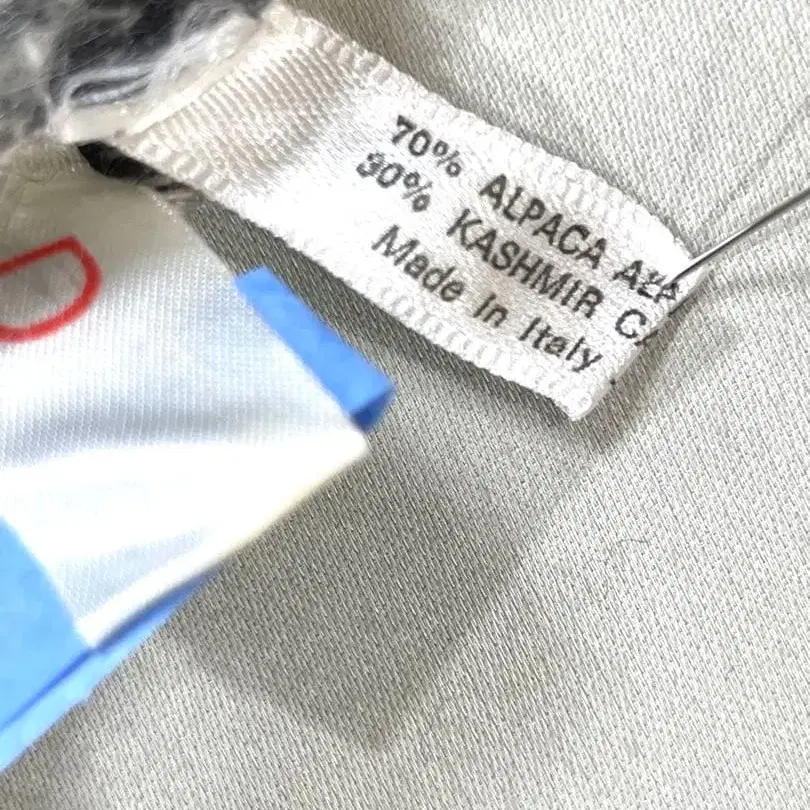 70% ALPACA
30% KASHMIR
Made in Italy
D